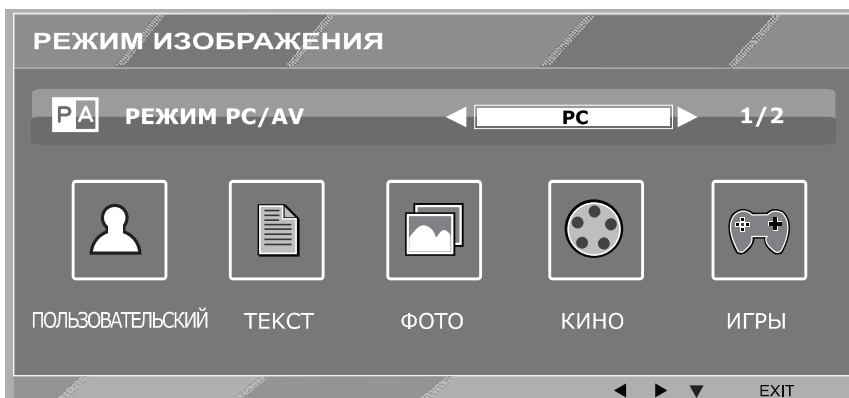 РЕЖИМ ИЗОБРАЖЕНИЯ
PA РЕЖИМ PC/AV PC 1/2
ПОЛЬЗОВАТЕЛЬСКИЙ ТЕКСТ ФОТО КИНО ИГРЫ
EXIT